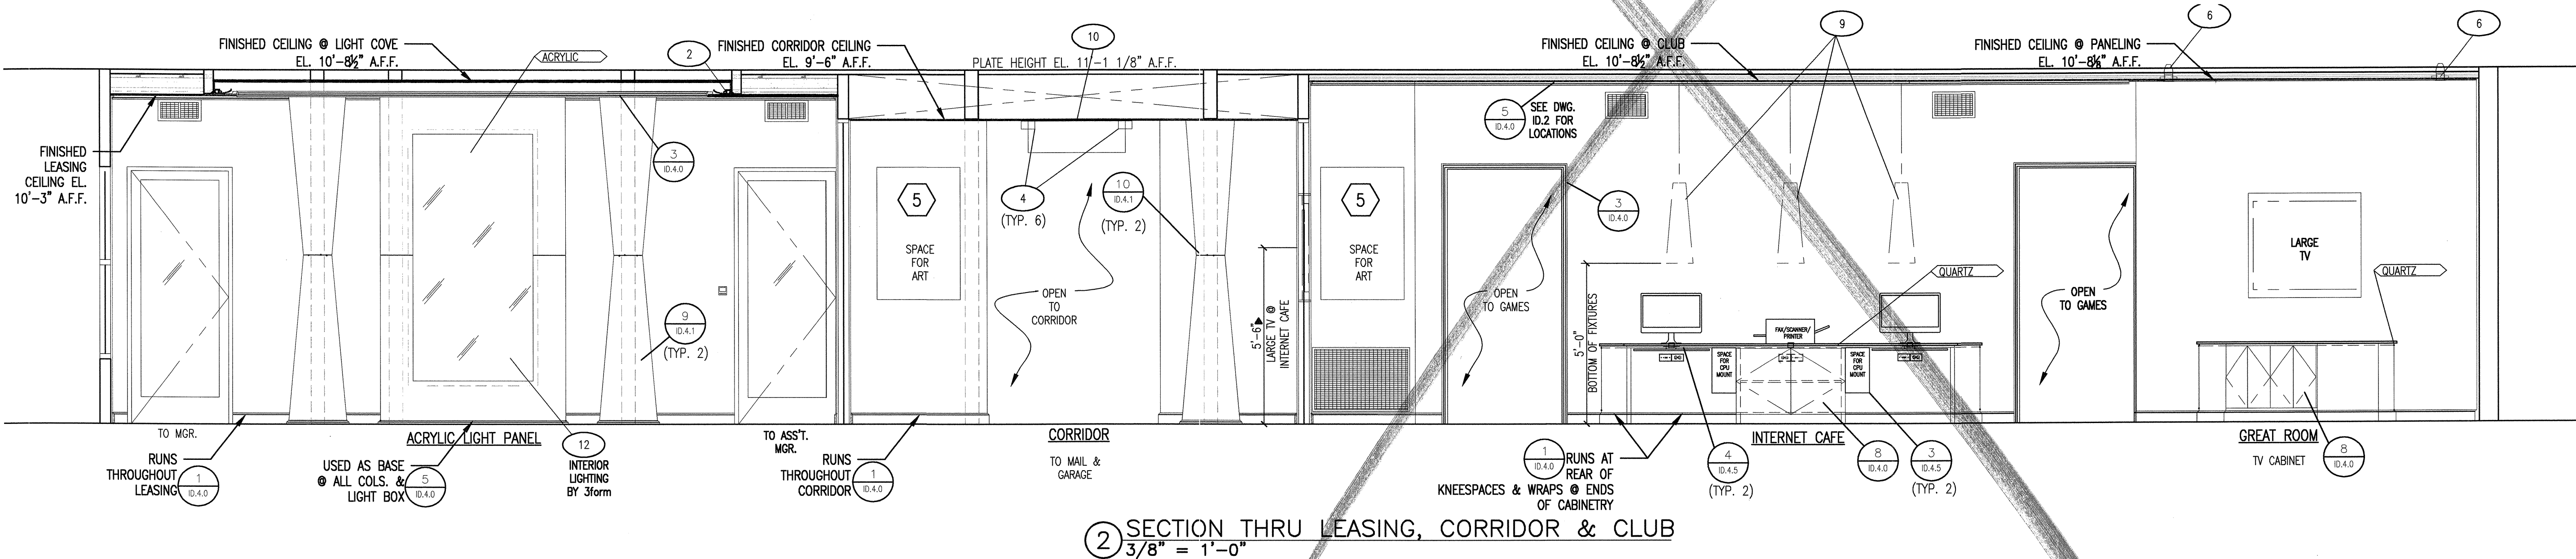 FINISHED CEILING @ LIGHT COVE
EL. 10'-8½" A.F.F.
ACRYLIC
2
FINISHED CORRIDOR CEILING
EL. 9'-6" A.F.F.
10
PLATE HEIGHT EL. 11'-1 1/8" A.F.F.
FINISHED CEILING @ CLUB
EL. 10'-8½" A.F.F.
9
FINISHED CEILING @ PANELING
EL. 10'-8⅛" A.F.F.
6
6
FINISHED
LEASING
CEILING EL.
10'-3" A.F.F.
3
ID.4.0
5
SPACE
FOR
ART
4
(TYP. 6)
10
ID.4.1
(TYP. 2)
OPEN
TO
CORRIDOR
9
ID.4.1
(TYP. 2)
5'-6"
LARGE TV @
INTERNET CAFE
5
SPACE
FOR
ART
5
ID.4.0
SEE DWG.
ID.2 FOR
LOCATIONS
3
ID.4.0
OPEN
TO GAMES
5'-0"
BOTTOM OF FIXTURES
FAX/SCANNER/
PRINTER
SPACE
FOR
CPU
MOUNT
SPACE
FOR
CPU
MOUNT
QUARTZ
OPEN
TO GAMES
LARGE
TV
QUARTZ
TO MGR.
ACRYLIC LIGHT PANEL
TO ASS'T.
MGR.
CORRIDOR
TO MAIL &
GARAGE
INTERNET CAFE
GREAT ROOM
TV CABINET
RUNS
THROUGHOUT
LEASING
1
ID.4.0
USED AS BASE
@ ALL COLS. &
LIGHT BOX
5
ID.4.0
12
INTERIOR
LIGHTING
BY 3form
RUNS
THROUGHOUT
CORRIDOR
1
ID.4.0
1
ID.4.0
RUNS AT
REAR OF
KNEESPACES & WRAPS @ ENDS
OF CABINETRY
4
ID.4.5
(TYP. 2)
8
ID.4.0
3
ID.4.5
(TYP. 2)
8
ID.4.0
2
SECTION THRU LEASING, CORRIDOR & CLUB
3/8" = 1'-0"